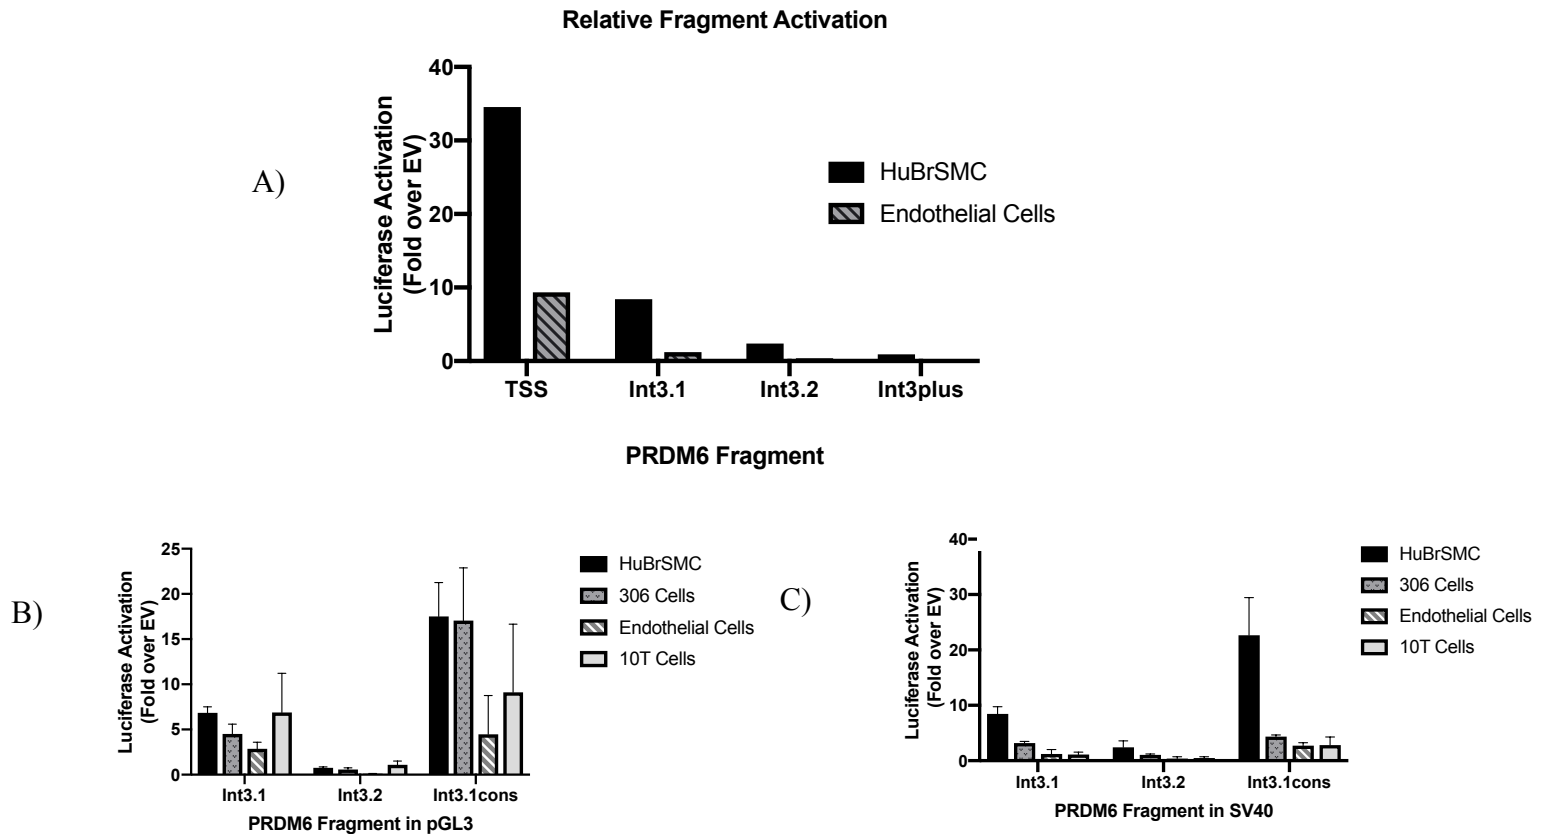 Relative Fragment Activation
A)
Luciferase Activation
(Fold over EV)
40
30
20
10
0
TSS
Int3.1
Int3.2
Int3plus
HuBrSMC
Endothelial Cells
PRDM6 Fragment
B)
Luciferase Activation
(Fold over EV)
25
20
15
10
5
0
Int3.1
Int3.2
Int3.1cons
PRDM6 Fragment in pGL3
HuBrSMC
306 Cells
Endothelial Cells
10T Cells
C)
Luciferase Activation
(Fold over EV)
40
30
20
10
0
Int3.1
Int3.2
Int3.1cons
PRDM6 Fragment in SV40
HuBrSMC
306 Cells
Endothelial Cells
10T Cells